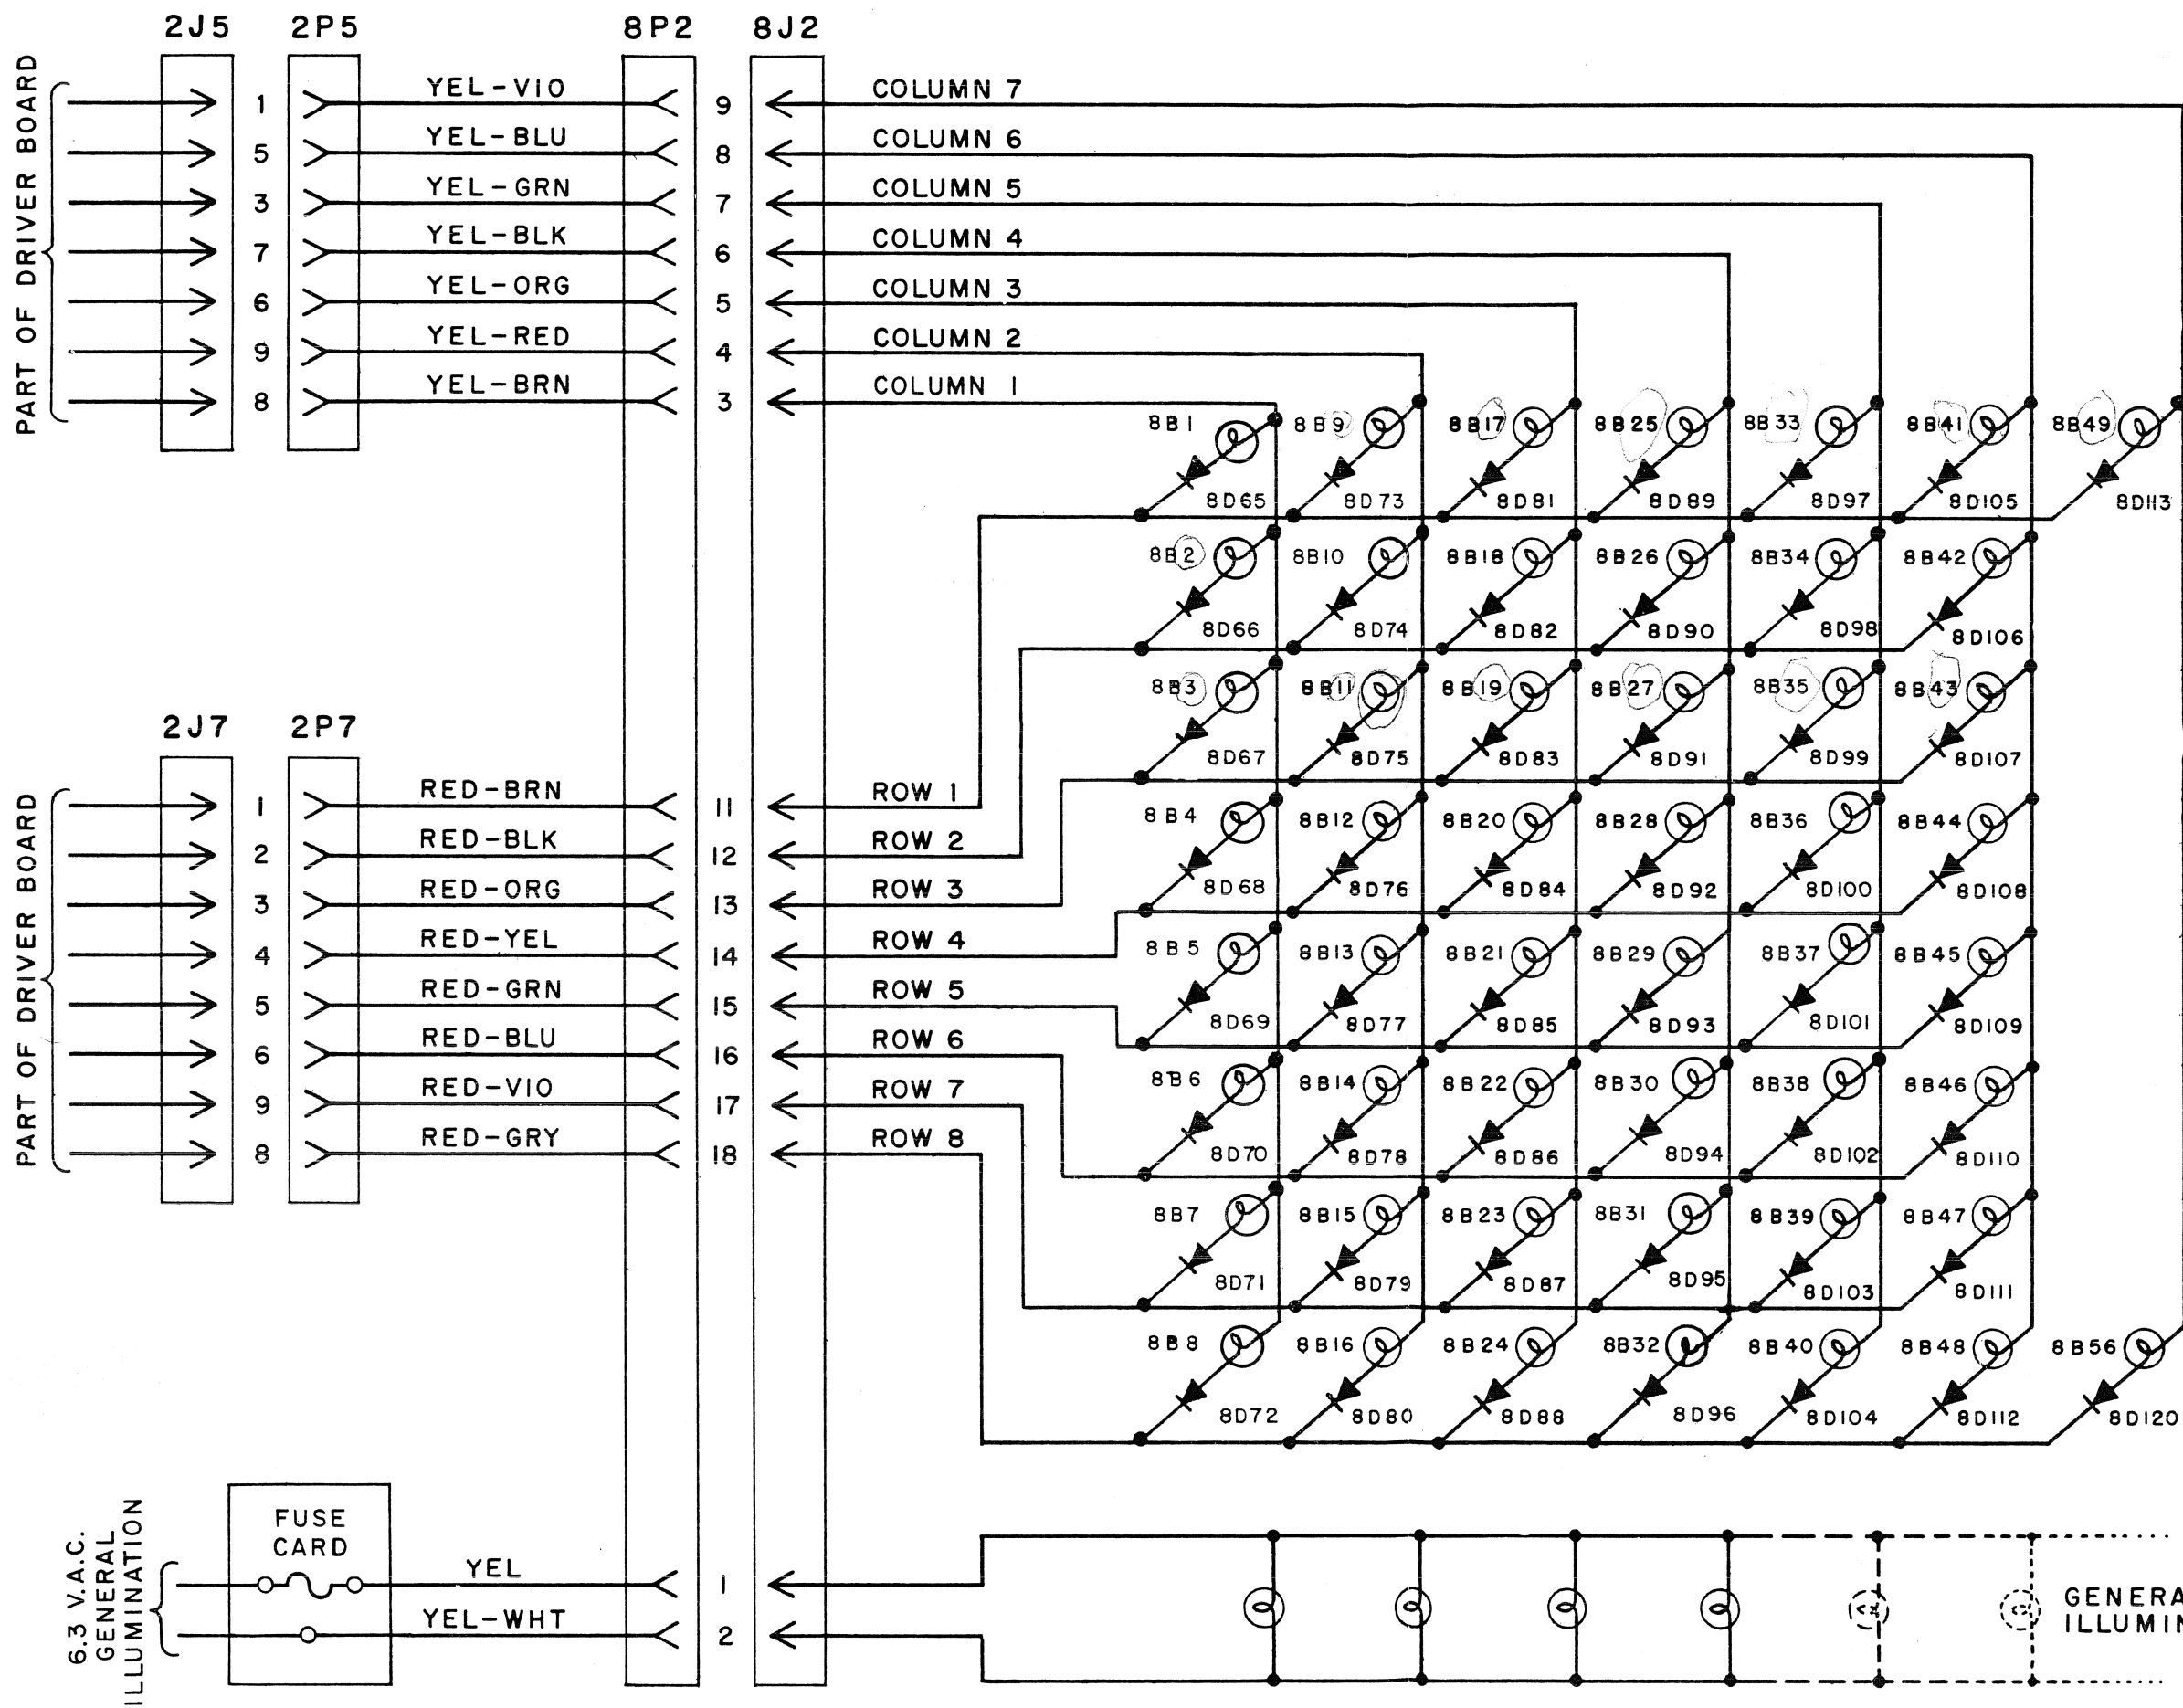 2J5 2P5 8P2 8J2
PART OF DRIVER BOARD
1 YEL-VIO 9 COLUMN 7
5 YEL-BLU 8 COLUMN 6
3 YEL-GRN 7 COLUMN 5
7 YEL-BLK 6 COLUMN 4
6 YEL-ORG 5 COLUMN 3
9 YEL-RED 4 COLUMN 2
8 YEL-BRN 3 COLUMN 1
8B1 8B9 8B17 8B25 8B33 8B41 8B49
8D65 8D73 8D81 8D89 8D97 8D105 8D113
8B2 8B10 8B18 8B26 8B34 8B42
8D66 8D74 8D82 8D90 8D98 8D106
8B3 8B11 8B19 8B27 8B35 8B43
8D67 8D75 8D83 8D91 8D99 8D107
2J7 2P7
PART OF DRIVER BOARD
1 RED-BRN 11 ROW 1
2 RED-BLK 12 ROW 2
3 RED-ORG 13 ROW 3
4 RED-YEL 14 ROW 4
5 RED-GRN 15 ROW 5
6 RED-BLU 16 ROW 6
9 RED-VIO 17 ROW 7
8 RED-GRY 18 ROW 8
8B4 8B12 8B20 8B28 8B36 8B44
8D68 8D76 8D84 8D92 8D100 8D108
8B5 8B13 8B21 8B29 8B37 8B45
8D69 8D77 8D85 8D93 8D101 8D109
8B6 8B14 8B22 8B30 8B38 8B46
8D70 8D78 8D86 8D94 8D102 8D110
8B7 8B15 8B23 8B31 8B39 8B47
8D71 8D79 8D87 8D95 8D103 8D111
8B8 8B16 8B24 8B32 8B40 8B48 8B56
8D72 8D80 8D88 8D96 8D104 8D112 8D120
6.3 V.A.C.
GENERAL
ILLUMINATION
FUSE
CARD
YEL 1
YEL-WHT 2
GENERA
ILLUMIN